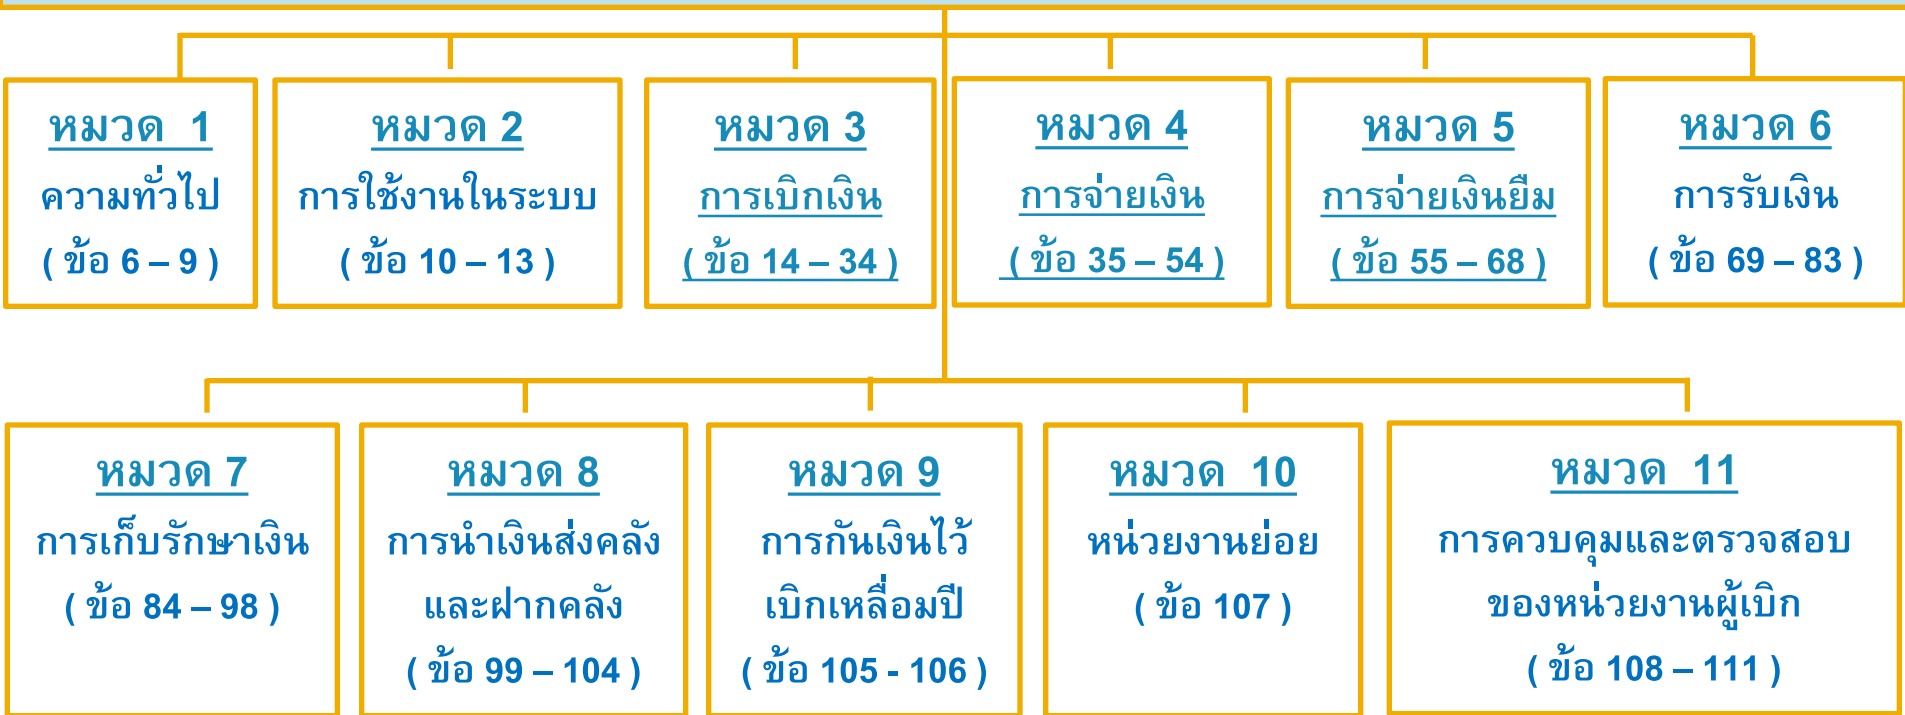 หมวด 1
ความทั่วไป
( ข้อ 6 – 9 )
หมวด 2
การใช้งานในระบบ
( ข้อ 10 – 13 )
หมวด 3
การเบิกเงิน
( ข้อ 14 – 34 )
หมวด 4
การจ่ายเงิน
( ข้อ 35 – 54 )
หมวด 5
การจ่ายเงินยืม
( ข้อ 55 – 68 )
หมวด 6
การรับเงิน
( ข้อ 69 – 83 )
หมวด 7
การเก็บรักษาเงิน
( ข้อ 84 – 98 )
หมวด 8
การนำเงินส่งคลัง
และฝากคลัง
( ข้อ 99 – 104 )
หมวด 9
การกันเงินไว้
เบิกเหลื่อมปี
( ข้อ 105 - 106 )
หมวด 10
หน่วยงานย่อย
( ข้อ 107 )
หมวด 11
การควบคุมและตรวจสอบ
ของหน่วยงานผู้เบิก
( ข้อ 108 – 111 )